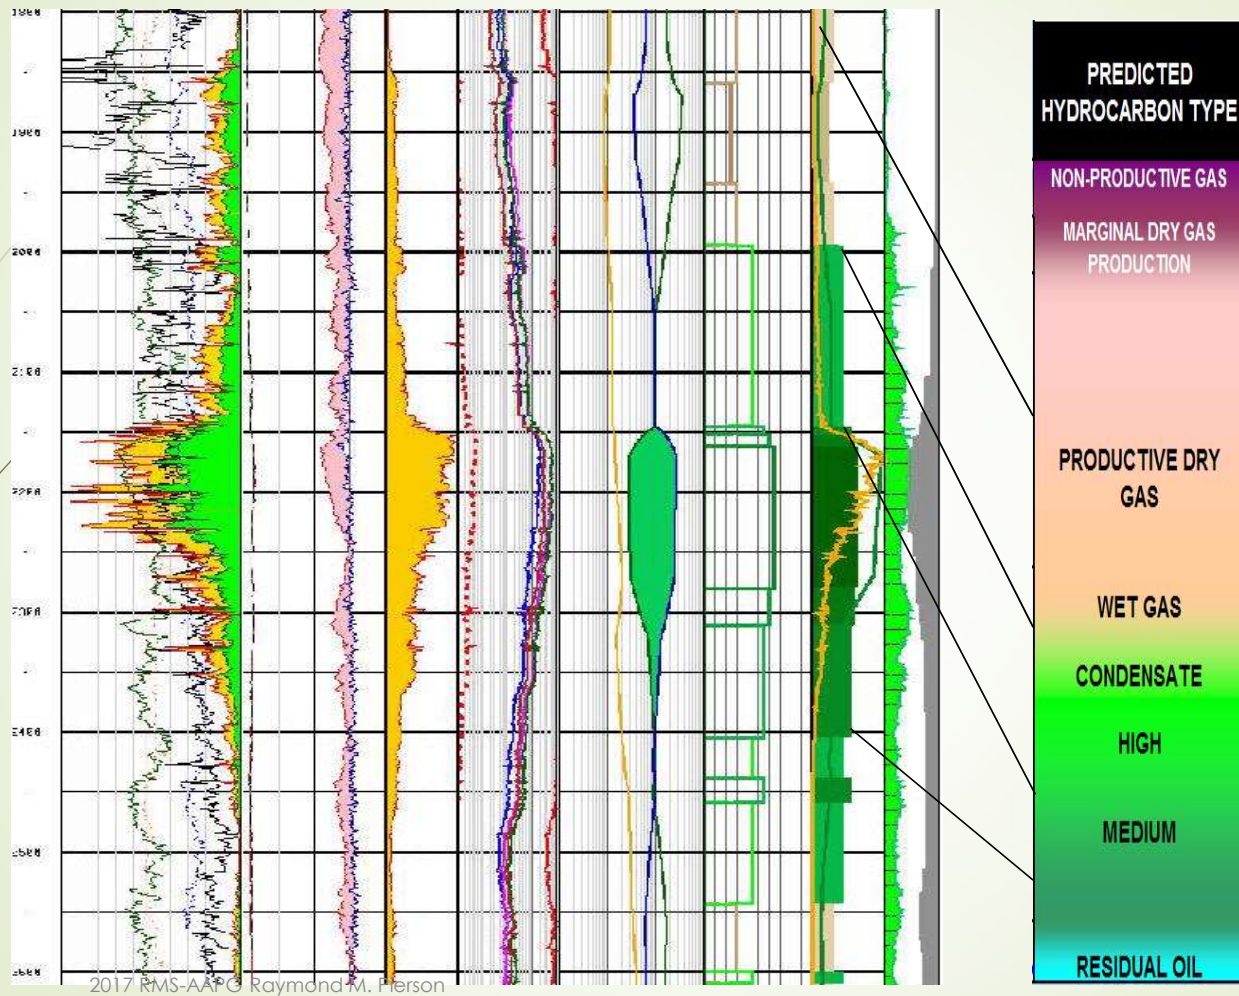 PREDICTED
HYDROCARBON TYPE
NON-PRODUCTIVE GAS
MARGINAL DRY GAS
PRODUCTION
PRODUCTIVE DRY
GAS
WET GAS
CONDENSATE
HIGH
MEDIUM
RESIDUAL OIL
2017 RMS-AAPG Raymond M. Pierson